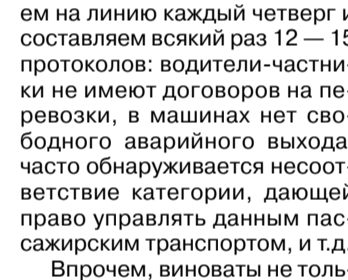 ем на линию каждый четверг и
составляем всякий раз 12 — 15
протоколов: водители-частни-
ки не имеют договоров на пе-
ревозки, в машинах нет сво-
бодного аварийного выхода,
часто обнаруживается несоот-
ветствие категории, дающей
право управлять данным пас-
сажирским транспортом, и т.д.
Впрочем, виноваты не толь-